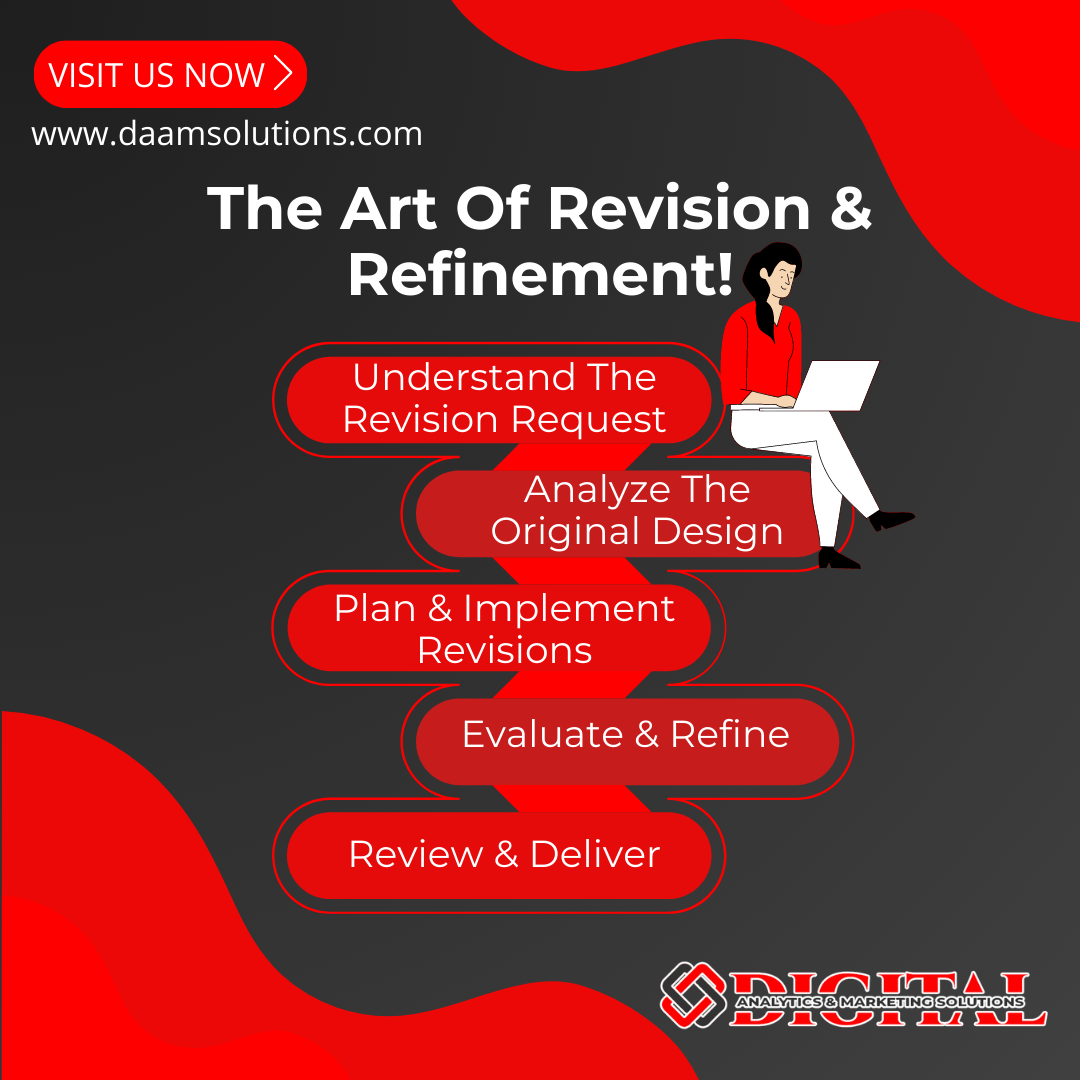 VISIT US NOW
www.daamsolutions.com
The Art Of Revision &
Refinement!
Understand The
Revision Request
Analyze The
Original Design
Plan & Implement
Revisions
Evaluate & Refine
Review & Deliver
DIGITAL
ANALYTICS & MARKETING SOLUTIONS